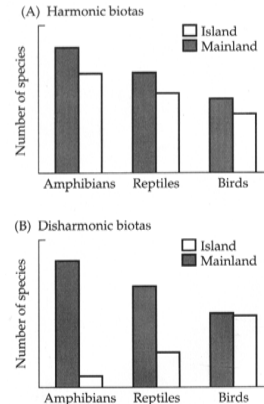 (A) Harmonic biotas
Number of species
Island
Mainland
Amphibians Reptiles Birds
(B) Disharmonic biotas
Number of species
Island
Mainland
Amphibians Reptiles Birds